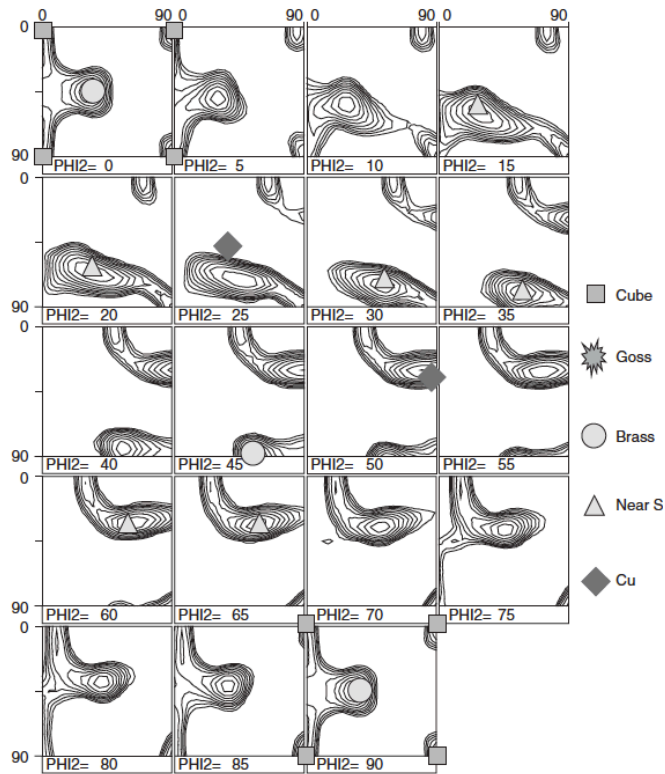 0 90 0 90 0 90 0 90
0
90
PHI2= 0 PHI2= 5 PHI2= 10 PHI2= 15
0
90
PHI2= 20 PHI2= 25 PHI2= 30 PHI2= 35
Cube
0
Goss
Brass
90
PHI2= 40 PHI2= 45 PHI2= 50 PHI2= 55
0
Near S
Cu
90
PHI2= 60 PHI2= 65 PHI2= 70 PHI2= 75
0
90
PHI2= 80 PHI2= 85 PHI2= 90